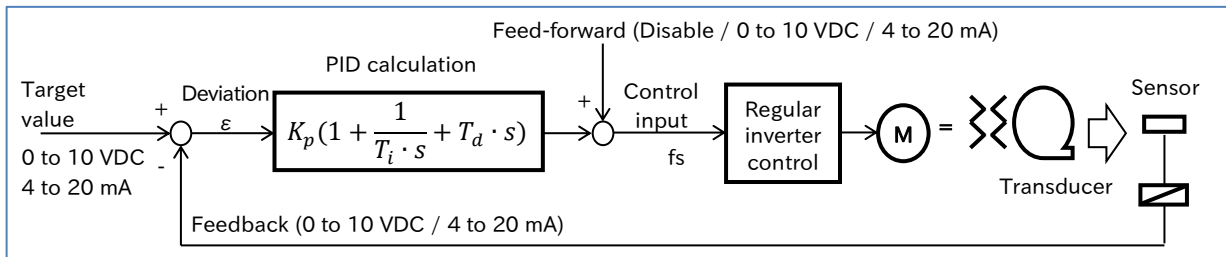 Feed-forward (Disable / 0 to 10 VDC / 4 to 20 mA)
PID calculation
Target
value
+
Deviation
ε
K_p(1 + 1/(T_i · s) + T_d · s)
+
Control
input
fs
Regular
inverter
control
M
=
Sensor
0 to 10 VDC
4 to 20 mA
-
Transducer
Feedback (0 to 10 VDC / 4 to 20 mA)